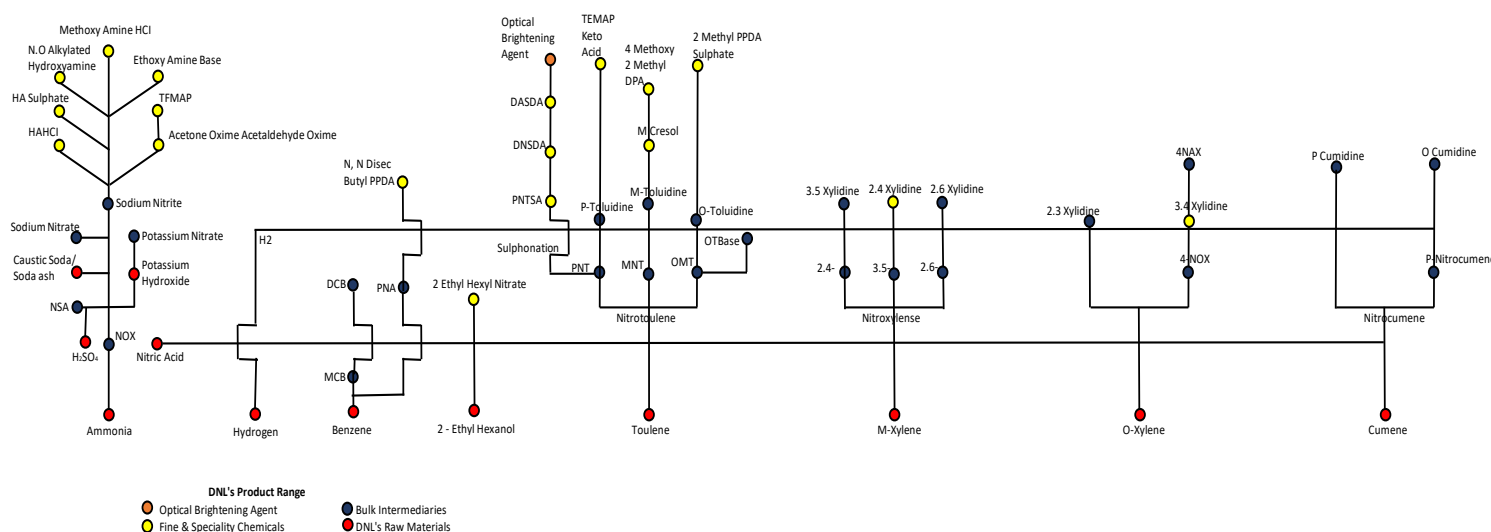 Methoxy Amine HCI
N.O Alkylated
Hydroxyamine
Ethoxy Amine Base
HA Sulphate
TFMAP
HAHCI
Acetone Oxime Acetaldehyde Oxime
Sodium Nitrite
Sodium Nitrate
Potassium Nitrate
Caustic Soda/
Soda ash
Potassium
Hydroxide
NSA
H₂SO₄
NOX
Nitric Acid
Ammonia
H2
Hydrogen
N, N Disec
Butyl PPDA
DCB
PNA
MCB
Benzene
2 Ethyl Hexyl Nitrate
2 - Ethyl Hexanol
Optical
Brightening
Agent
DASDA
DNSDA
PNTSA
Sulphonation
TEMAP
Keto
Acid
P-Toluidine
PNT
4 Methoxy
2 Methyl
DPA
M Cresol
M-Toluidine
MNT
2 Methyl PPDA
Sulphate
O-Toluidine
OTBase
OMT
Nitrotoulene
Toulene
3.5 Xylidine
2.4 Xylidine
2.6 Xylidine
2.4-
3.5-
2.6-
Nitroxylense
M-Xylene
4NAX
2.3 Xylidine
3.4 Xylidine
4-NOX
O-Xylene
P Cumidine
O Cumidine
P-Nitrocumene
Nitrocumene
Cumene
DNL's Product Range
Optical Brightening Agent
Bulk Intermediaries
Fine & Speciality Chemicals
DNL's Raw Materials